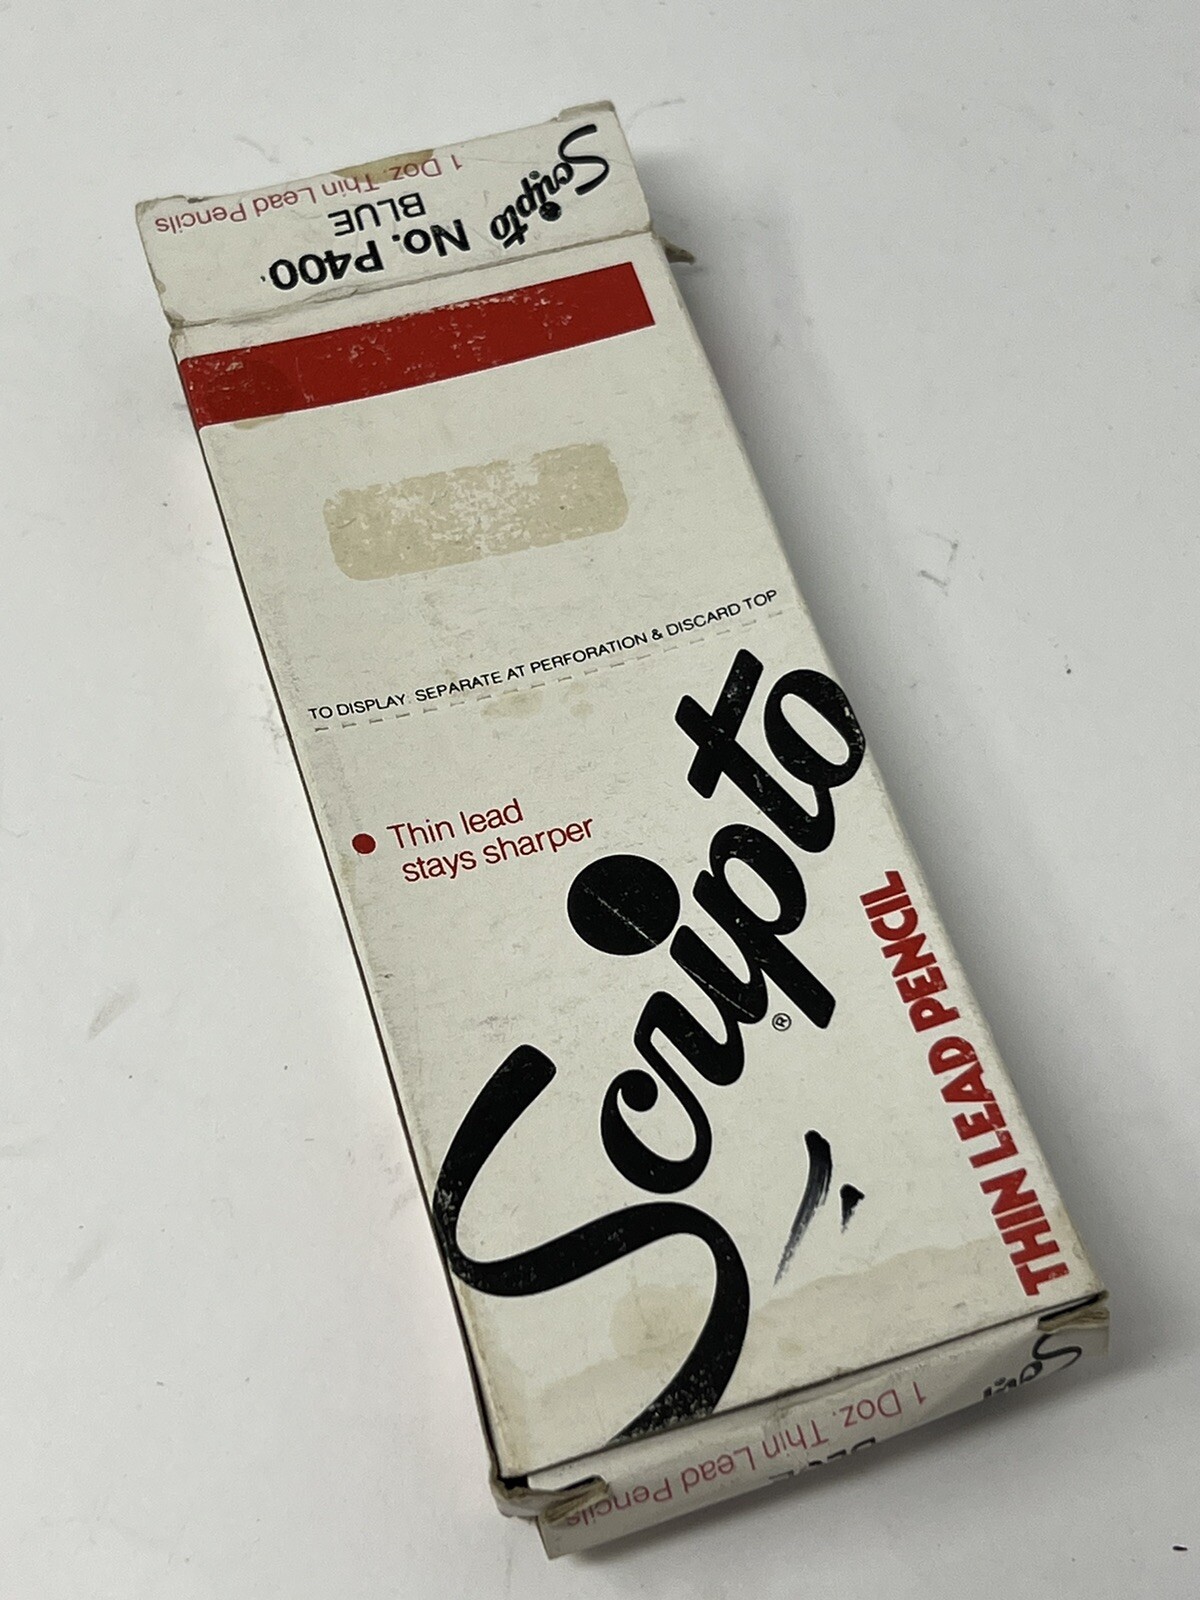 Scripto No. P400
BLUE
1 Doz. Thin Lead Pencils
TO DISPLAY: SEPARATE AT PERFORATION & DISCARD TOP
● Thin lead
stays sharper
Scripto®
THIN LEAD PENCIL
1 Doz. Thin Lead Pencils